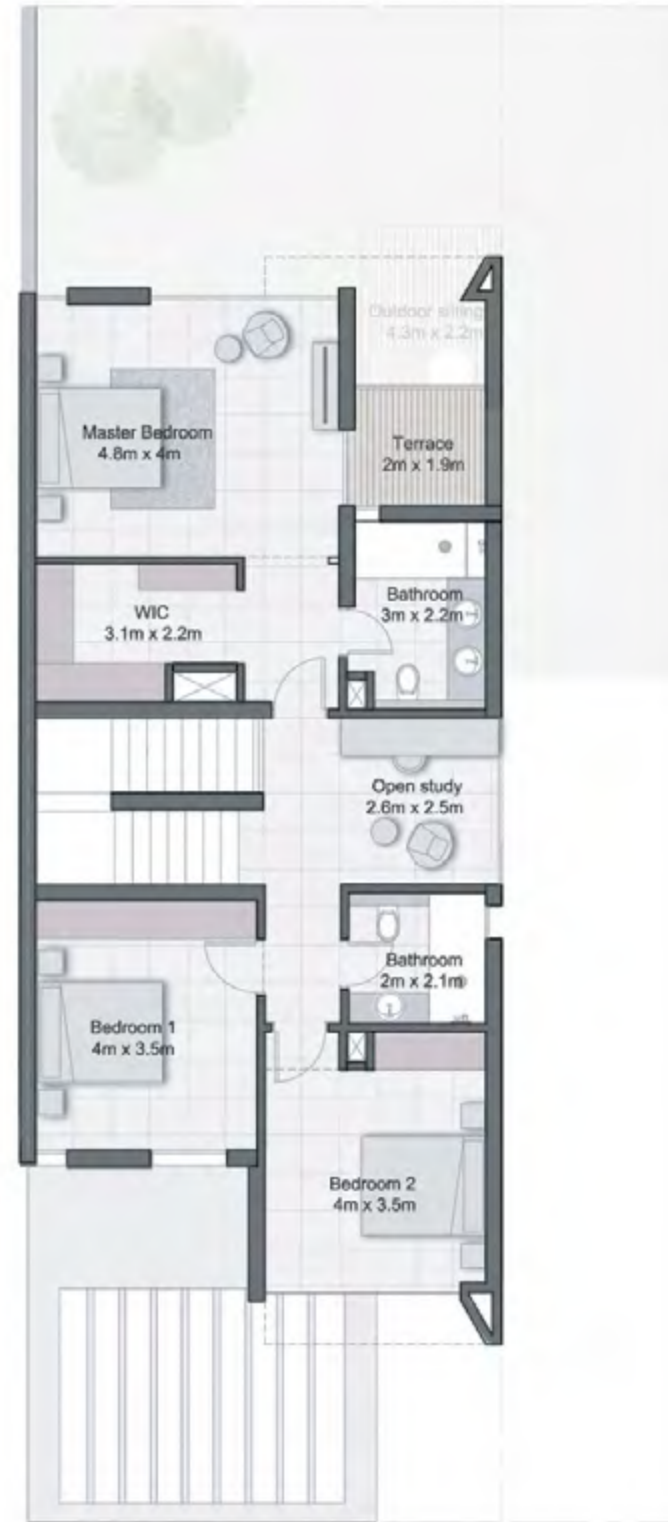 Outdoor sitting
4.3m x 2.2m
Master Bedroom
4.8m x 4m
Terrace
2m x 1.9m
WIC
3.1m x 2.2m
Bathroom
3m x 2.2m
Open study
2.6m x 2.5m
Bathroom
2m x 2.1m
Bedroom 1
4m x 3.5m
Bedroom 2
4m x 3.5m